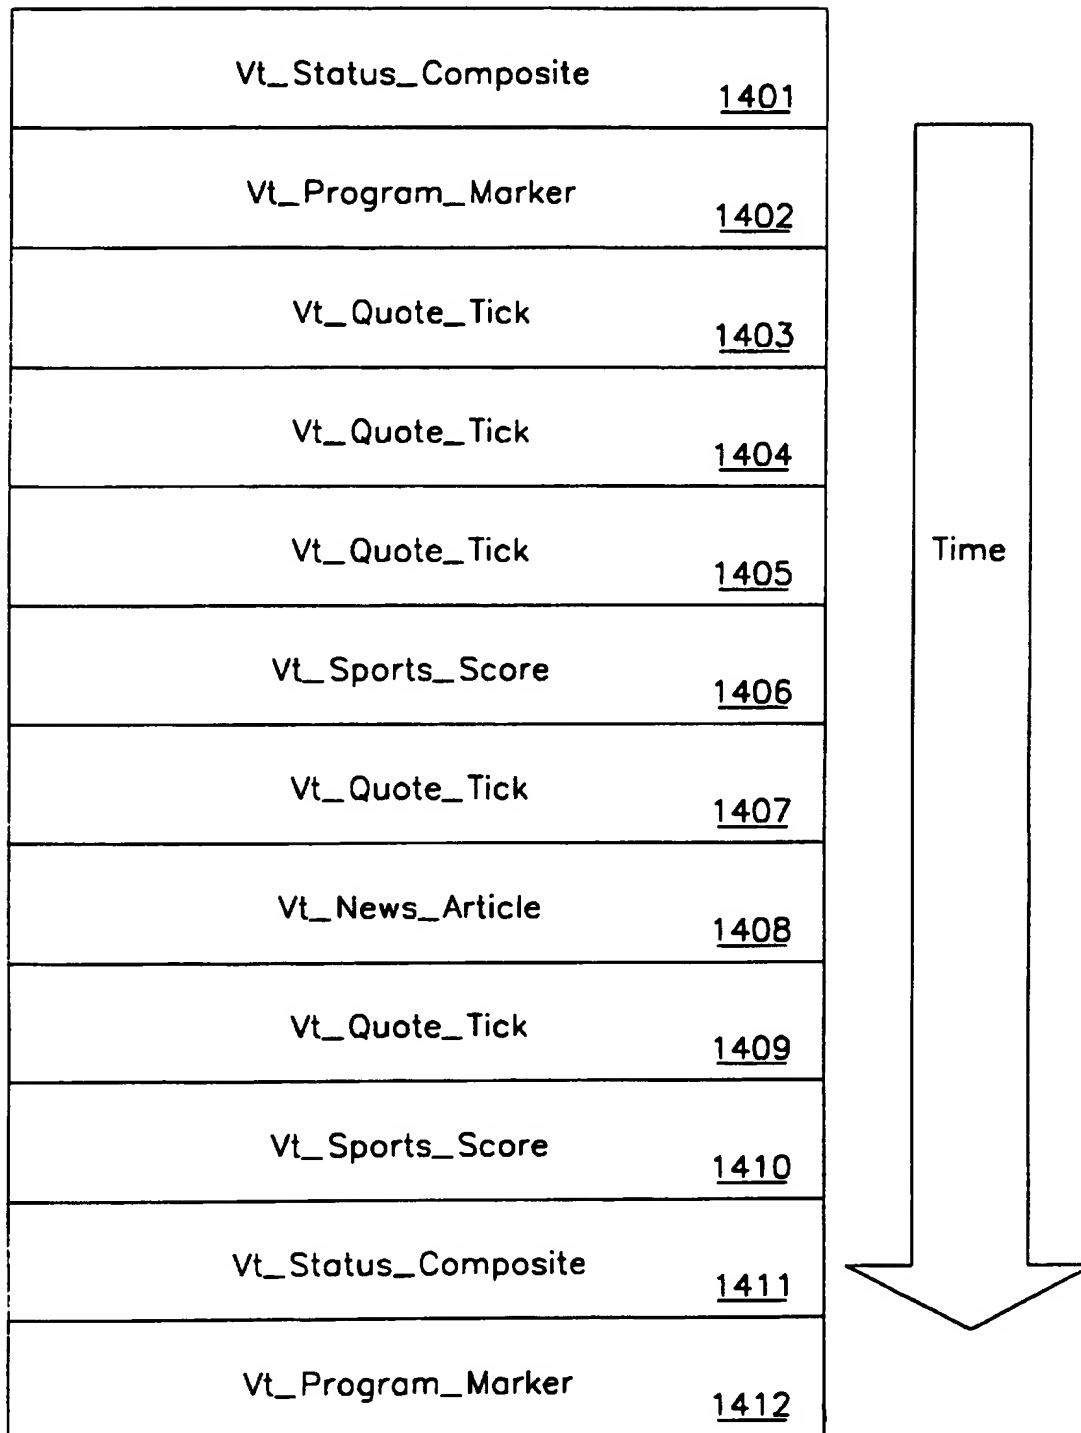 Vt_Status_Composite
1401
Vt_Program_Marker
1402
Vt_Quote_Tick
1403
Vt_Quote_Tick
1404
Vt_Quote_Tick
1405
Time
Vt_Sports_Score
1406
Vt_Quote_Tick
1407
Vt_News_Article
1408
Vt_Quote_Tick
1409
Vt_Sports_Score
1410
Vt_Status_Composite
1411
Vt_Program_Marker
1412